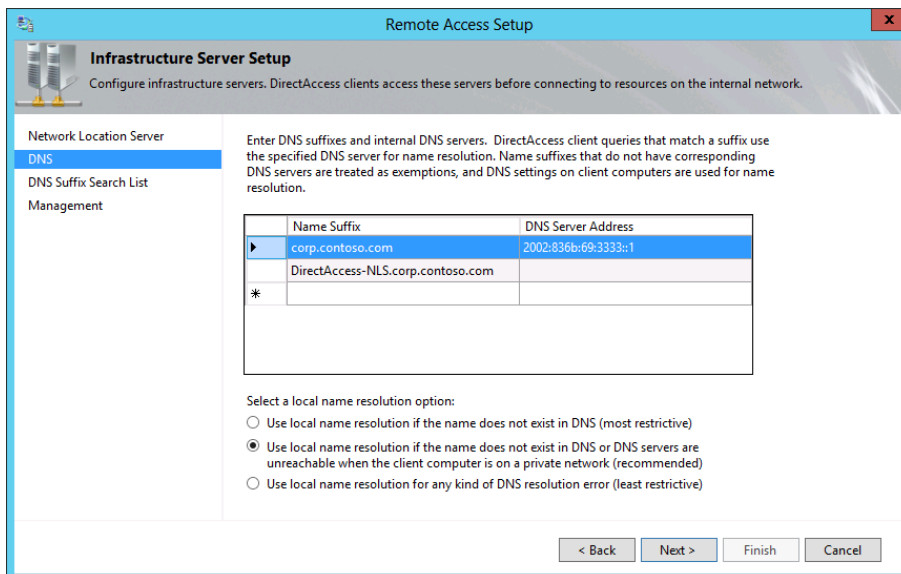 Remote Access Setup
x
Infrastructure Server Setup
Configure infrastructure servers. DirectAccess clients access these servers before connecting to resources on the internal network.
Network Location Server
DNS
DNS Suffix Search List
Management
Enter DNS suffixes and internal DNS servers.  DirectAccess client queries that match a suffix use
the specified DNS server for name resolution. Name suffixes that do not have corresponding
DNS servers are treated as exemptions, and DNS settings on client computers are used for name
resolution.
Name Suffix DNS Server Address
corp.contoso.com 2002:836b:69:3333::1
DirectAccess-NLS.corp.contoso.com
*
Select a local name resolution option:
Use local name resolution if the name does not exist in DNS (most restrictive)
Use local name resolution if the name does not exist in DNS or DNS servers are
unreachable when the client computer is on a private network (recommended)
Use local name resolution for any kind of DNS resolution error (least restrictive)
< Back Next > Finish Cancel